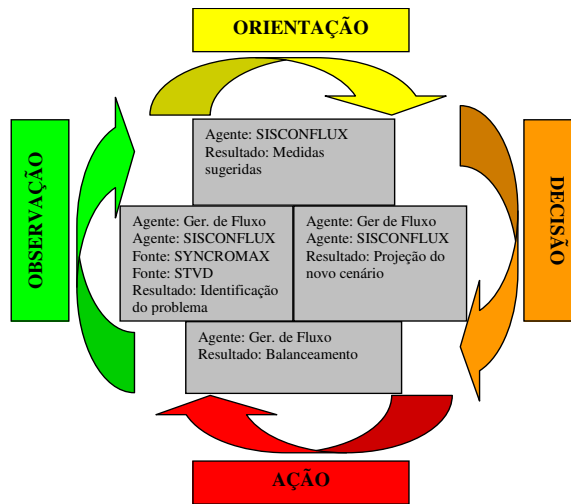 ORIENTAÇÃO
Agente: SISCONFLUX
Resultado: Medidas
sugeridas
OBSERVAÇÃO
Agente: Ger. de Fluxo
Agente: SISCONFLUX
Fonte: SYNCROMAX
Fonte: STVD
Resultado: Identificação
do problema
Agente: Ger de Fluxo
Agente: SISCONFLUX
Resultado: Projeção do
novo cenário
DECISÃO
Agente: Ger. de Fluxo
Resultado: Balanceamento
AÇÃO